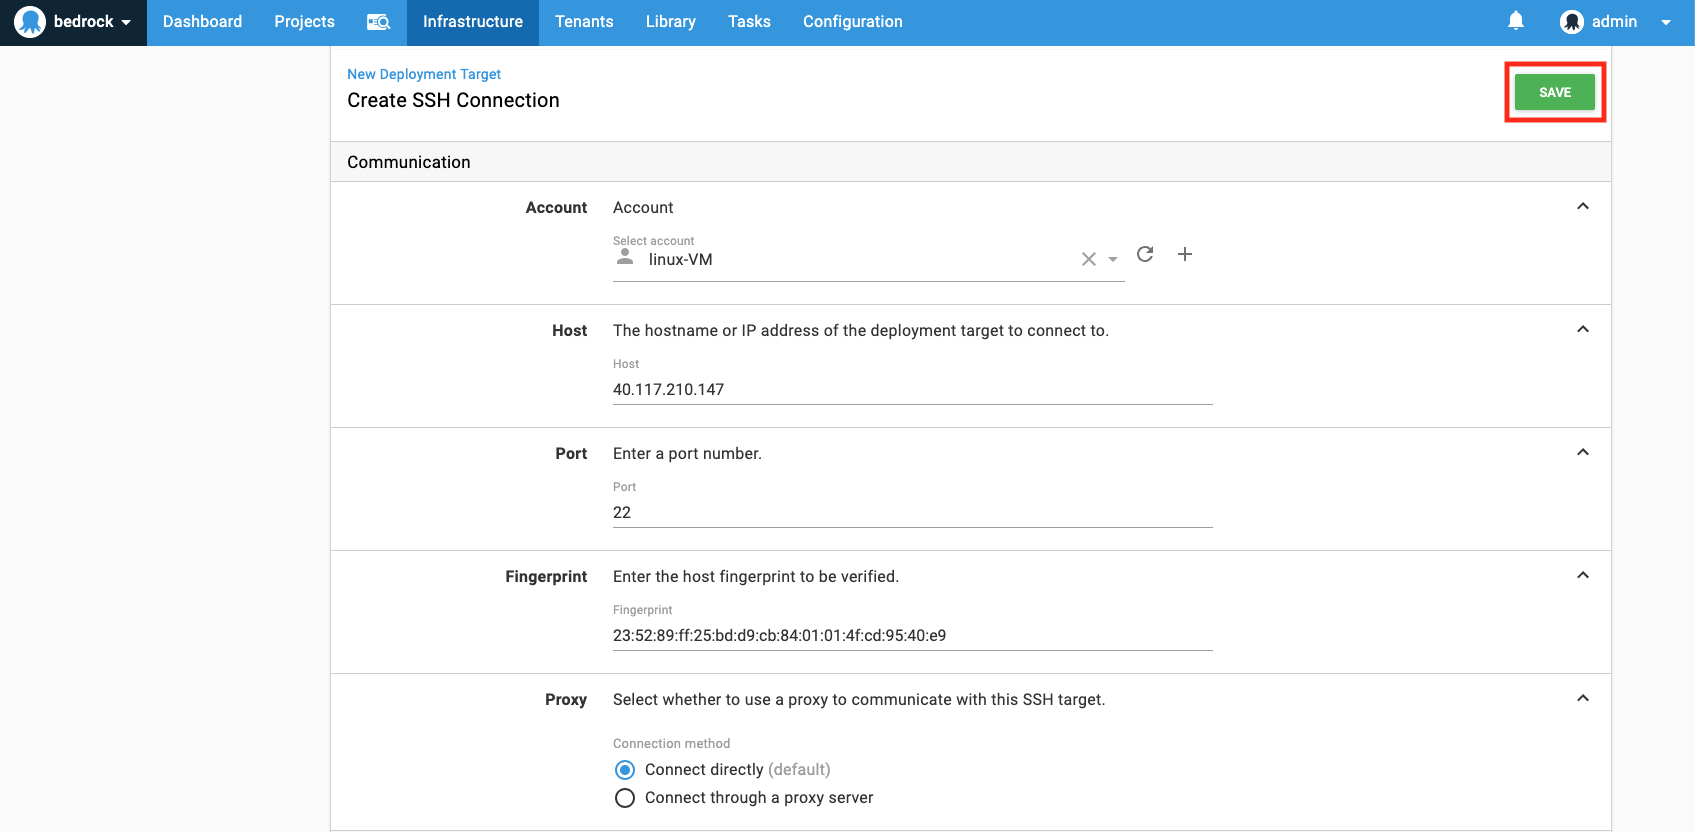 bedrock Dashboard Projects Infrastructure Tenants Library Tasks Configuration admin
New Deployment Target
Create SSH Connection
SAVE
Communication
Account Account
Select account
linux-VM
Host The hostname or IP address of the deployment target to connect to.
Host
40.117.210.147
Port Enter a port number.
Port
22
Fingerprint Enter the host fingerprint to be verified.
Fingerprint
23:52:89:ff:25:bd:d9:cb:84:01:01:4f:cd:95:40:e9
Proxy Select whether to use a proxy to communicate with this SSH target.
Connection method
Connect directly (default)
Connect through a proxy server